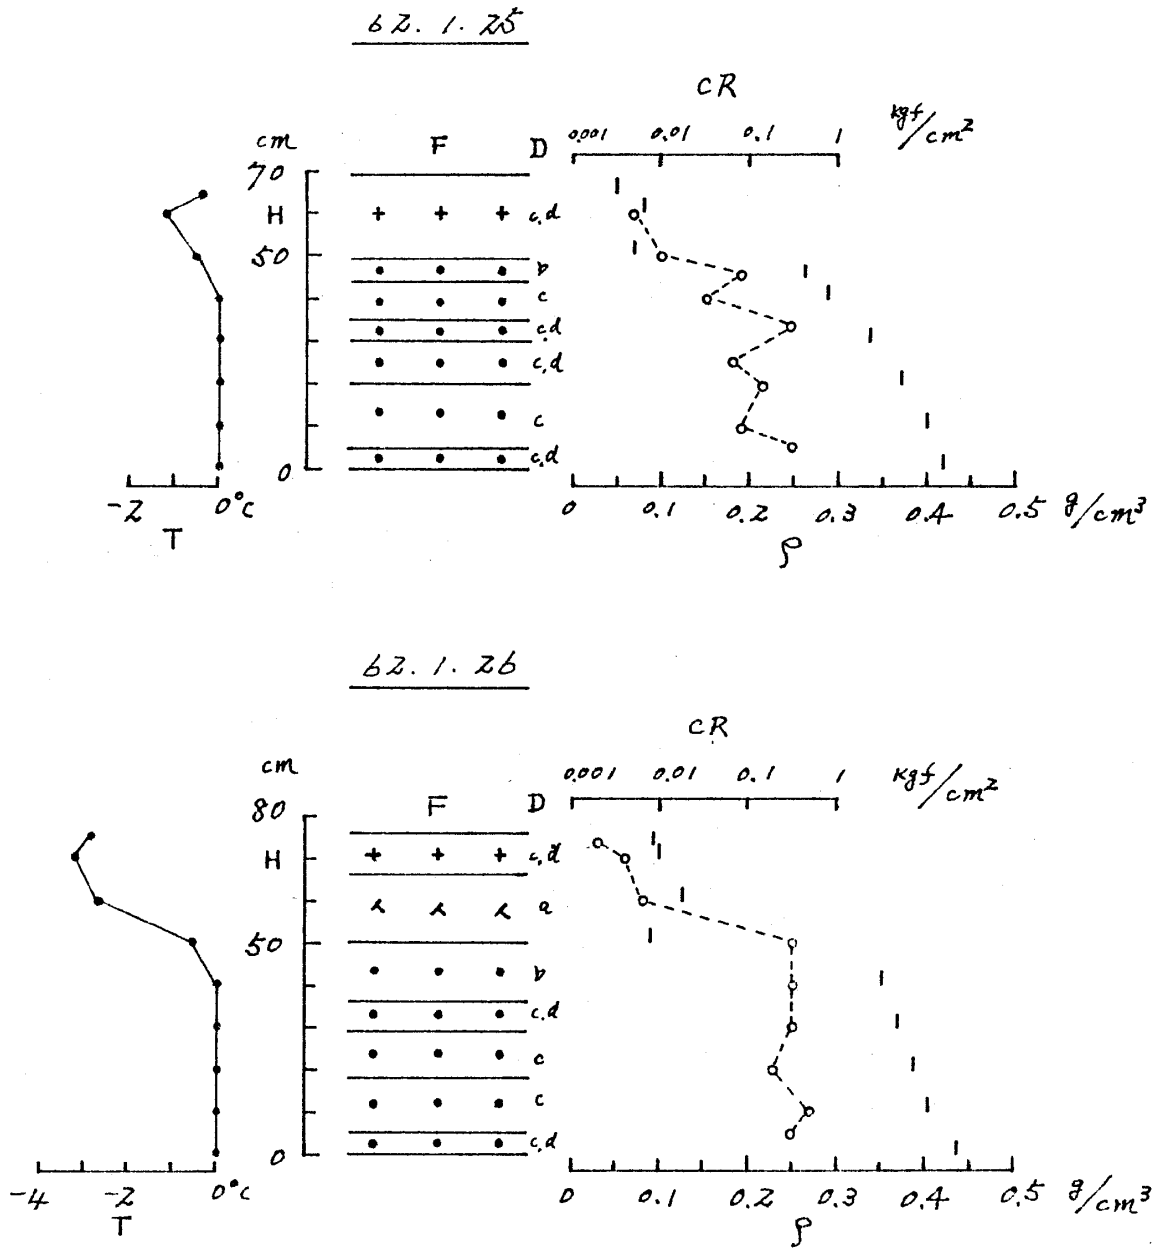 62. 1. 25
CR
0.001 0.01 0.1 1 kgf/cm²
cm F D
70
H + + + c,d
50
b
c
c,d
c,d
c
0 c,d
-2 0°C
T
0 0.1 0.2 0.3 0.4 0.5 g/cm³
ρ
62. 1. 26
CR
0.001 0.01 0.1 1 kgf/cm²
cm F D
80
H + + + c,d
a
50
b
c,d
c
c
0 c,d
-4 -2 0°C
T
0 0.1 0.2 0.3 0.4 0.5 g/cm³
ρ